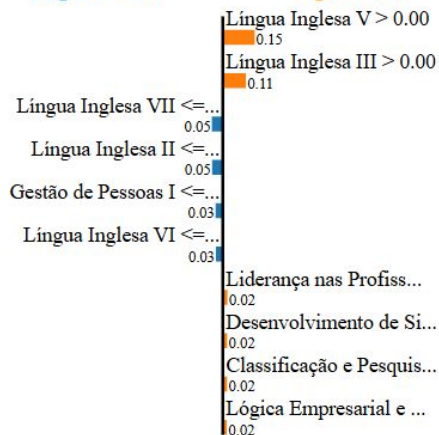 Língua Inglesa V > 0.00
0.15
Língua Inglesa III > 0.00
0.11
Língua Inglesa VII <=...
0.05
Língua Inglesa II <=...
0.05
Gestão de Pessoas I <=...
0.03
Língua Inglesa VI <=...
0.03
Liderança nas Profiss...
0.02
Desenvolvimento de Si...
0.02
Classificação e Pesquis...
0.02
Lógica Empresarial e ...
0.02